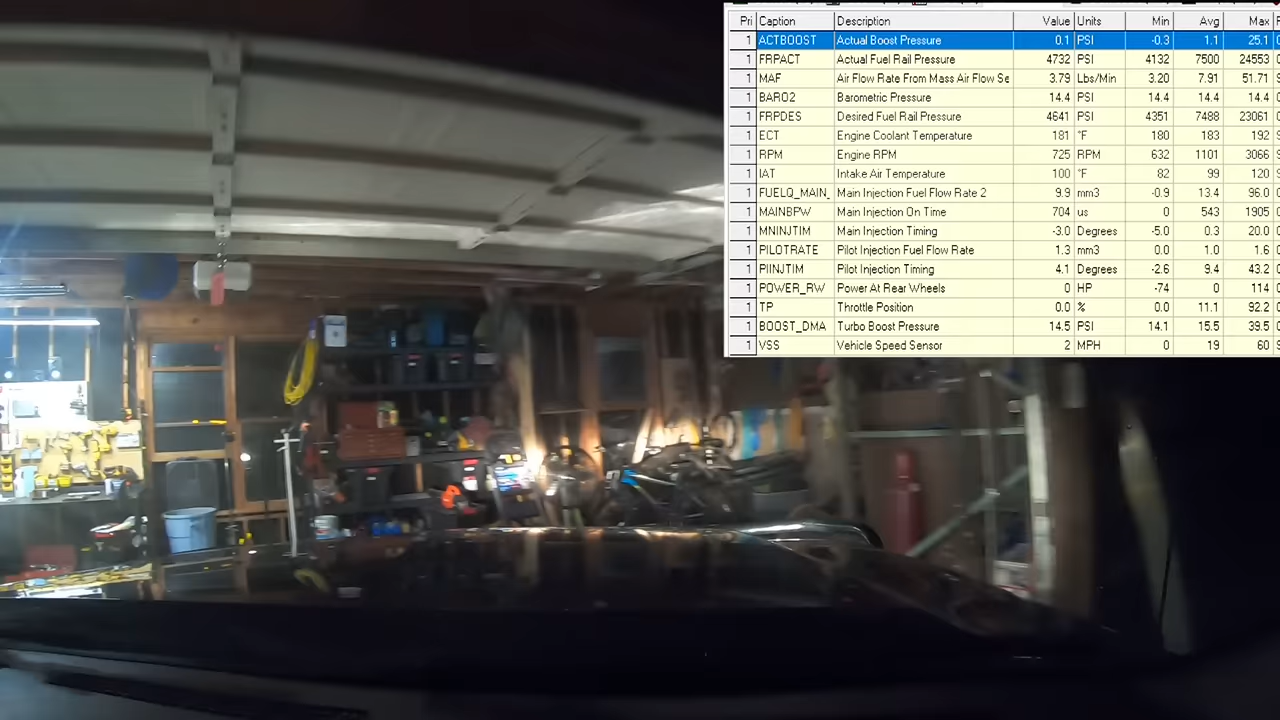 Pri Caption Description Value Units Min Avg Max
1 ACTBOOST Actual Boost Pressure 0.1 PSI -0.3 1.1 25.1
1 FRPACT Actual Fuel Rail Pressure 4732 PSI 4132 7500 24553
1 MAF Air Flow Rate From Mass Air Flow Se 3.79 Lbs/Min 3.20 7.91 51.71
1 BARO2 Barometric Pressure 14.4 PSI 14.4 14.4 14.4
1 FRPDES Desired Fuel Rail Pressure 4641 PSI 4351 7488 23061
1 ECT Engine Coolant Temperature 181 °F 180 183 192
1 RPM Engine RPM 725 RPM 632 1101 3066
1 IAT Intake Air Temperature 100 °F 82 99 120
1 FUELQ_MAIN_ Main Injection Fuel Flow Rate 2 9.9 mm3 -0.9 13.4 96.0
1 MAINBPW Main Injection On Time 704 us 0 543 1905
1 MNINJTIM Main Injection Timing -3.0 Degrees -5.0 0.3 20.0
1 PILOTRATE Pilot Injection Fuel Flow Rate 1.3 mm3 0.0 1.0 1.6
1 PIINJTIM Pilot Injection Timing 4.1 Degrees -2.6 9.4 43.2
1 POWER_RW Power At Rear Wheels 0 HP -74 0 114
1 TP Throttle Position 0.0 % 0.0 11.1 92.2
1 BOOST_DMA Turbo Boost Pressure 14.5 PSI 14.1 15.5 39.5
1 VSS Vehicle Speed Sensor 2 MPH 0 19 60